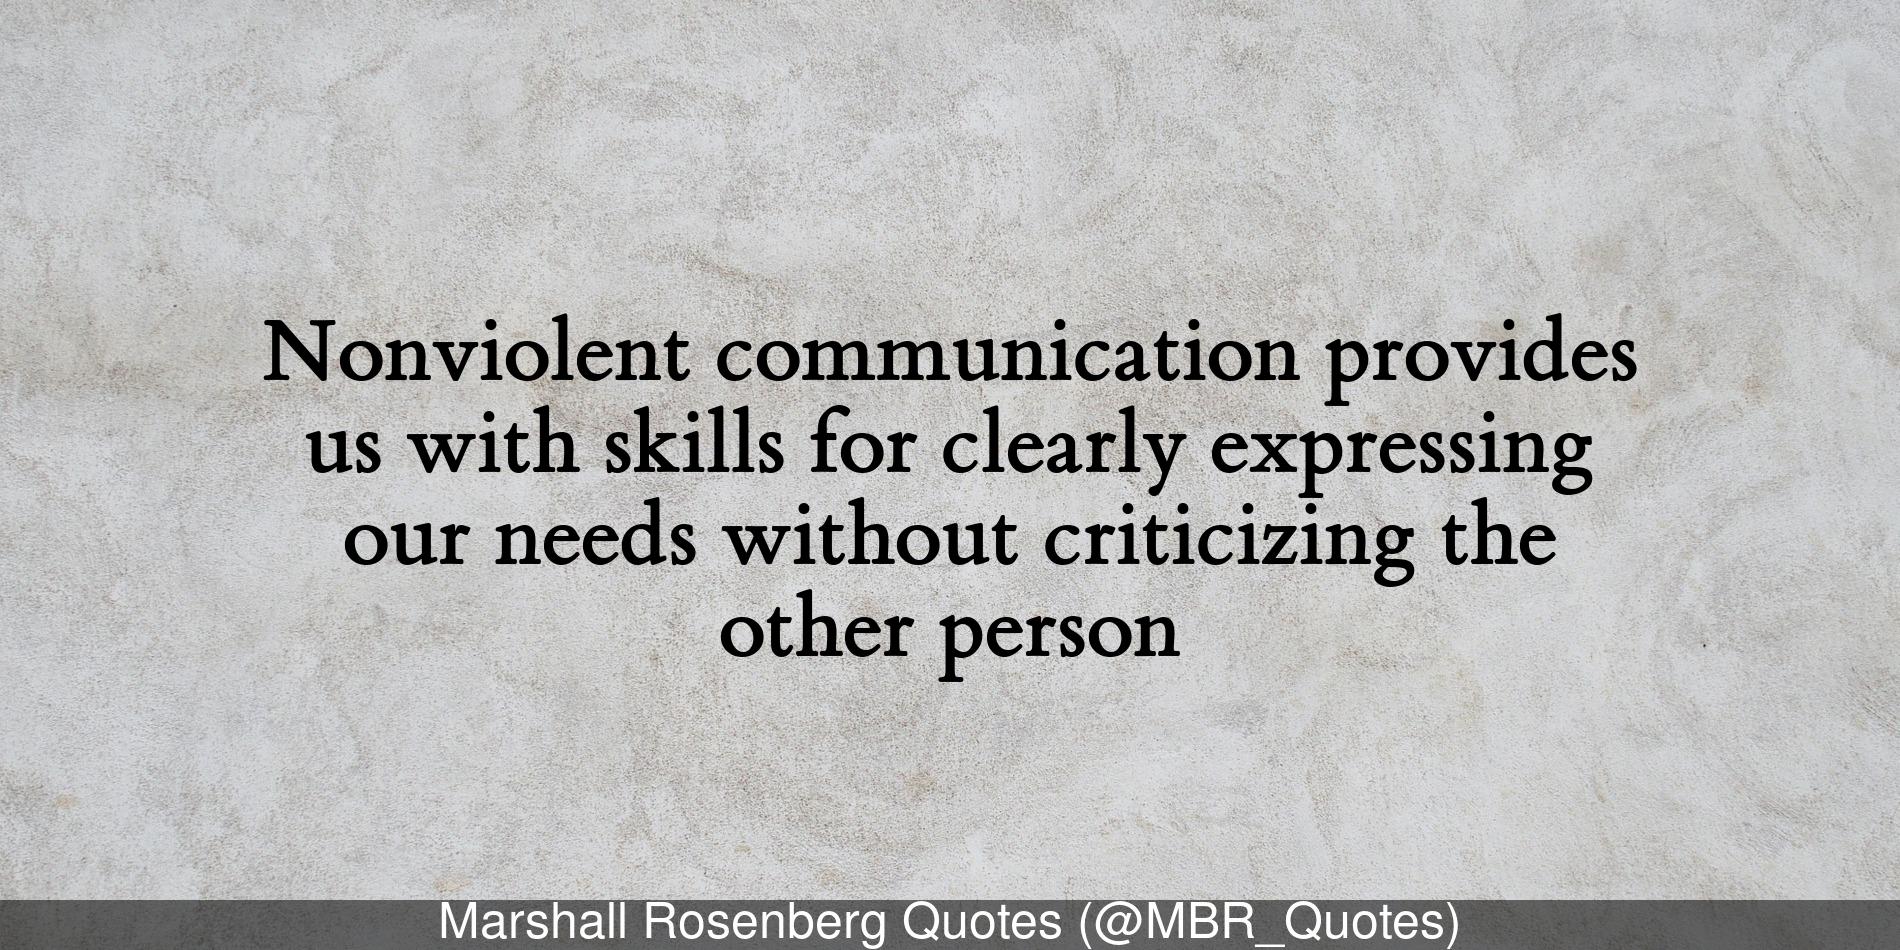 Nonviolent communication provides
us with skills for clearly expressing
our needs without criticizing the
other person
Marshall Rosenberg Quotes (@MBR_Quotes)